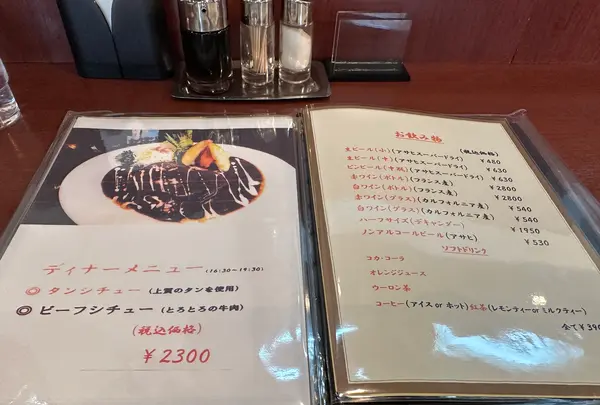 ディナーメニュー(16:30~19:30)
◎ タンシチュー (上質のタンを使用)
◎ ビーフシチュー (とろとろの牛肉)
(税込価格)
¥2300
お飲み物
(税込価格)
生ビール(小)(アサヒスーパードライ) ¥480
生ビール(中)(アサヒスーパードライ) ¥630
ビンビール(中瓶)(アサヒスーパードライ) ¥630
赤ワイン(ボトル)(フランス産) ¥2800
白ワイン(ボトル)(フランス産) ¥2800
赤ワイン(グラス)(カルフォルニア産) ¥540
白ワイン(グラス)(カルフォルニア産) ¥540
ハーフサイズ(デキャンター) ¥1950
ノンアルコールビール(アサヒ) ¥530
ソフトドリンク
コカ・コーラ
オレンジジュース
ウーロン茶
コーヒー(アイス or ホット)紅茶(レモンティー or ミルクティー)
全て¥390